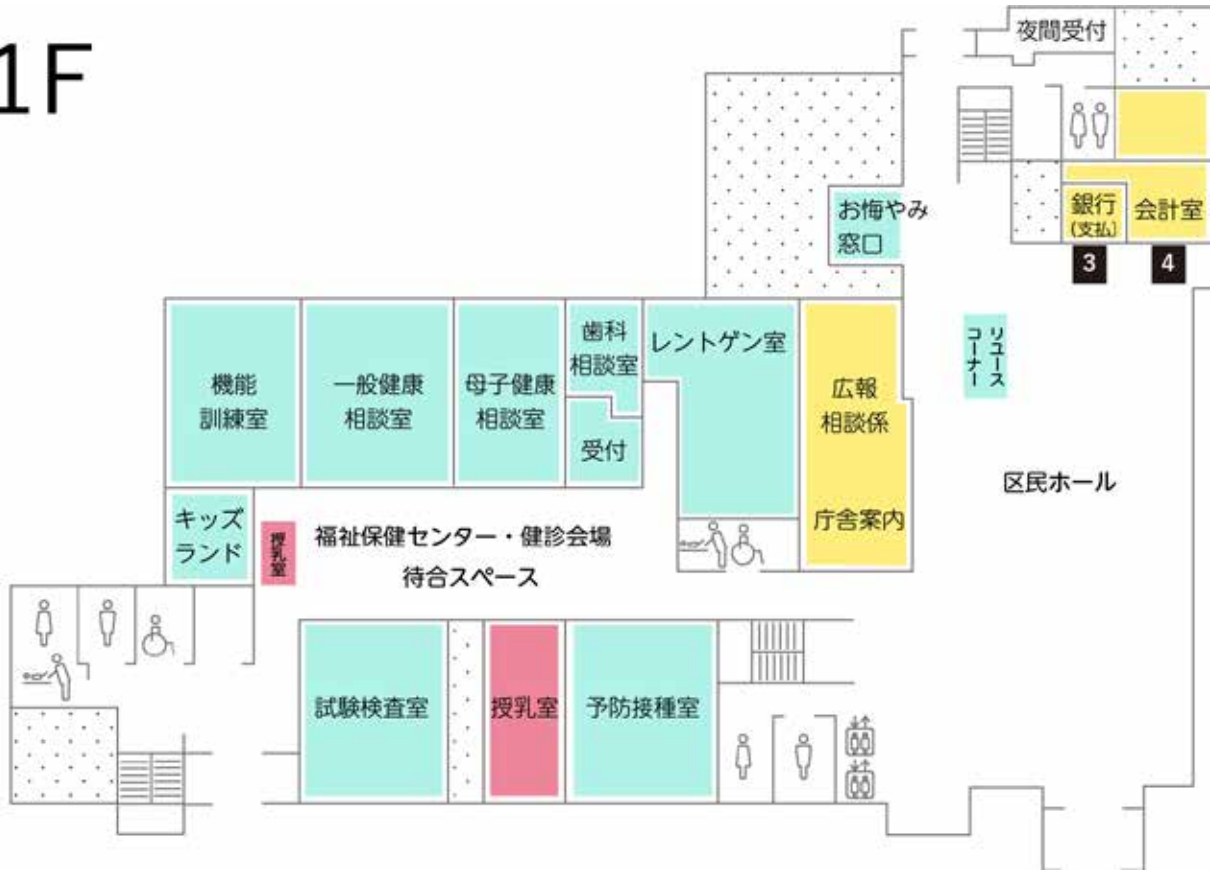 1F
夜間受付
お悔やみ
窓口
銀行
(支払)
会計室
3
4
リユース
コーナー
機能
訓練室
一般健康
相談室
母子健康
相談室
歯科
相談室
受付
レントゲン室
広報
相談係
庁舎案内
区民ホール
キッズ
ランド
授乳室
福祉保健センター・健診会場
待合スペース
試験検査室
授乳室
予防接種室